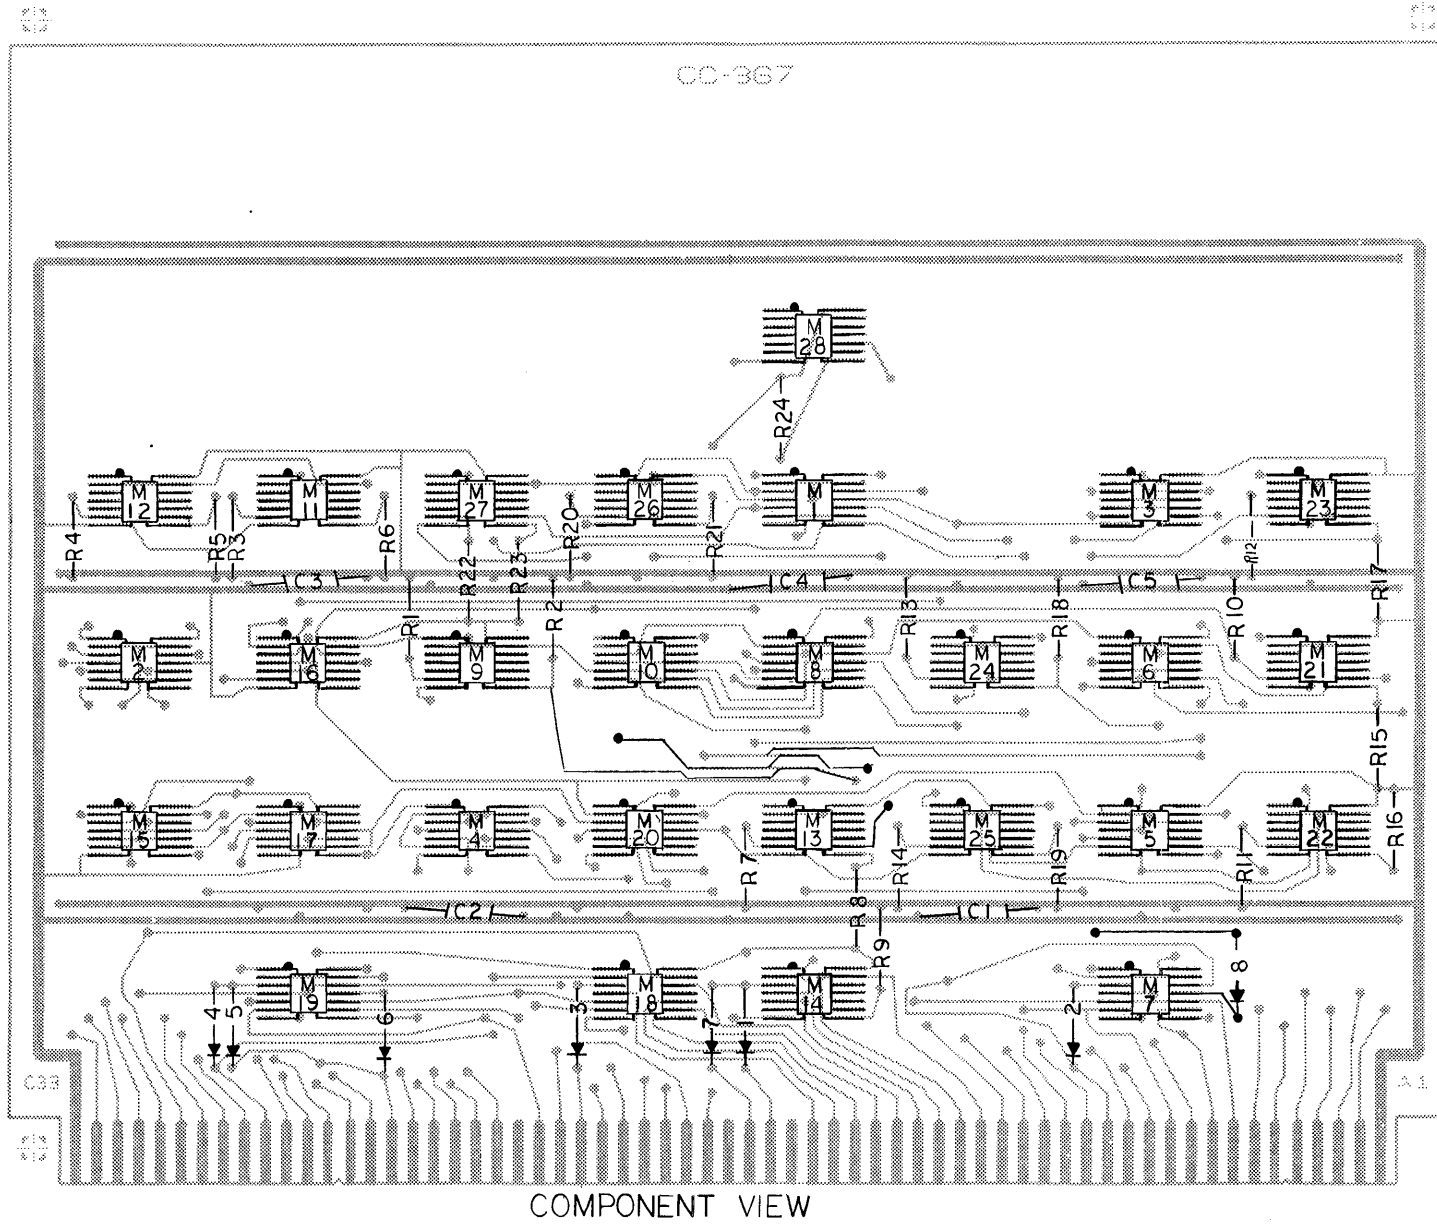 CC-367
M 28
R24
M 12
M 11
M 27
M 26
M 1
M 3
M 23
R4
R5
R3
R6
R22
R23
R20
R21
R12
R17
C3
C4
C5
R1
R2
R13
R18
R10
M 2
M 16
M 9
M 10
M 8
M 24
M 6
M 21
R15
M 15
M 17
M 4
M 20
M 13
M 25
M 5
M 22
R16
R7
R14
R19
R11
C2
R8
C1
R9
M 19
M 18
M 14
M 7
8
4
5
6
3
7
1
2
C33
A1
COMPONENT VIEW